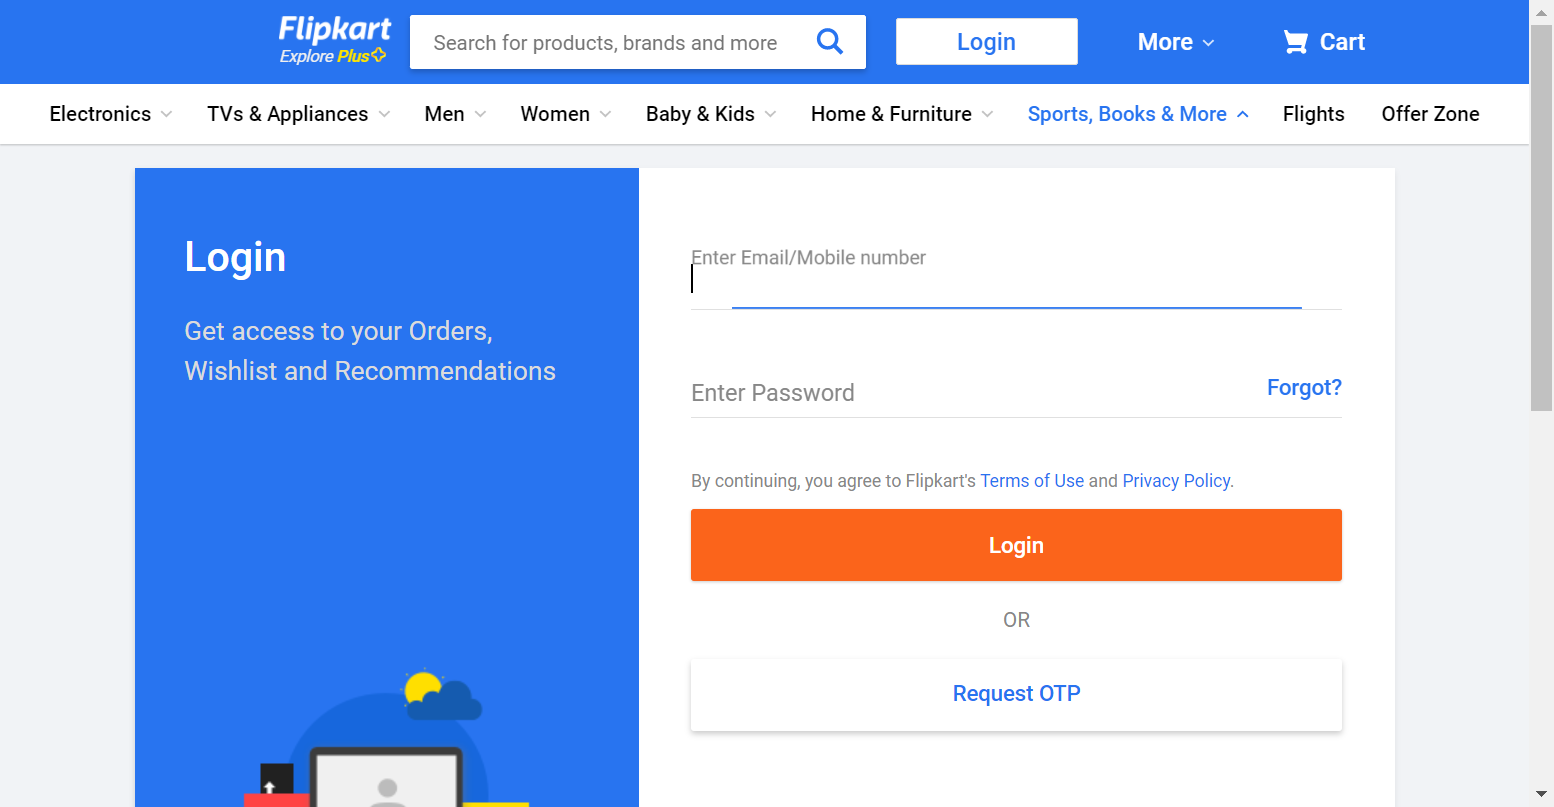 Flipkart
Explore Plus
Search for products, brands and more
Login
More
Cart
Electronics
TVs & Appliances
Men
Women
Baby & Kids
Home & Furniture
Sports, Books & More
Flights
Offer Zone
Login
Get access to your Orders,
Wishlist and Recommendations
Enter Email/Mobile number
Enter Password
Forgot?
By continuing, you agree to Flipkart's Terms of Use and Privacy Policy.
Login
OR
Request OTP